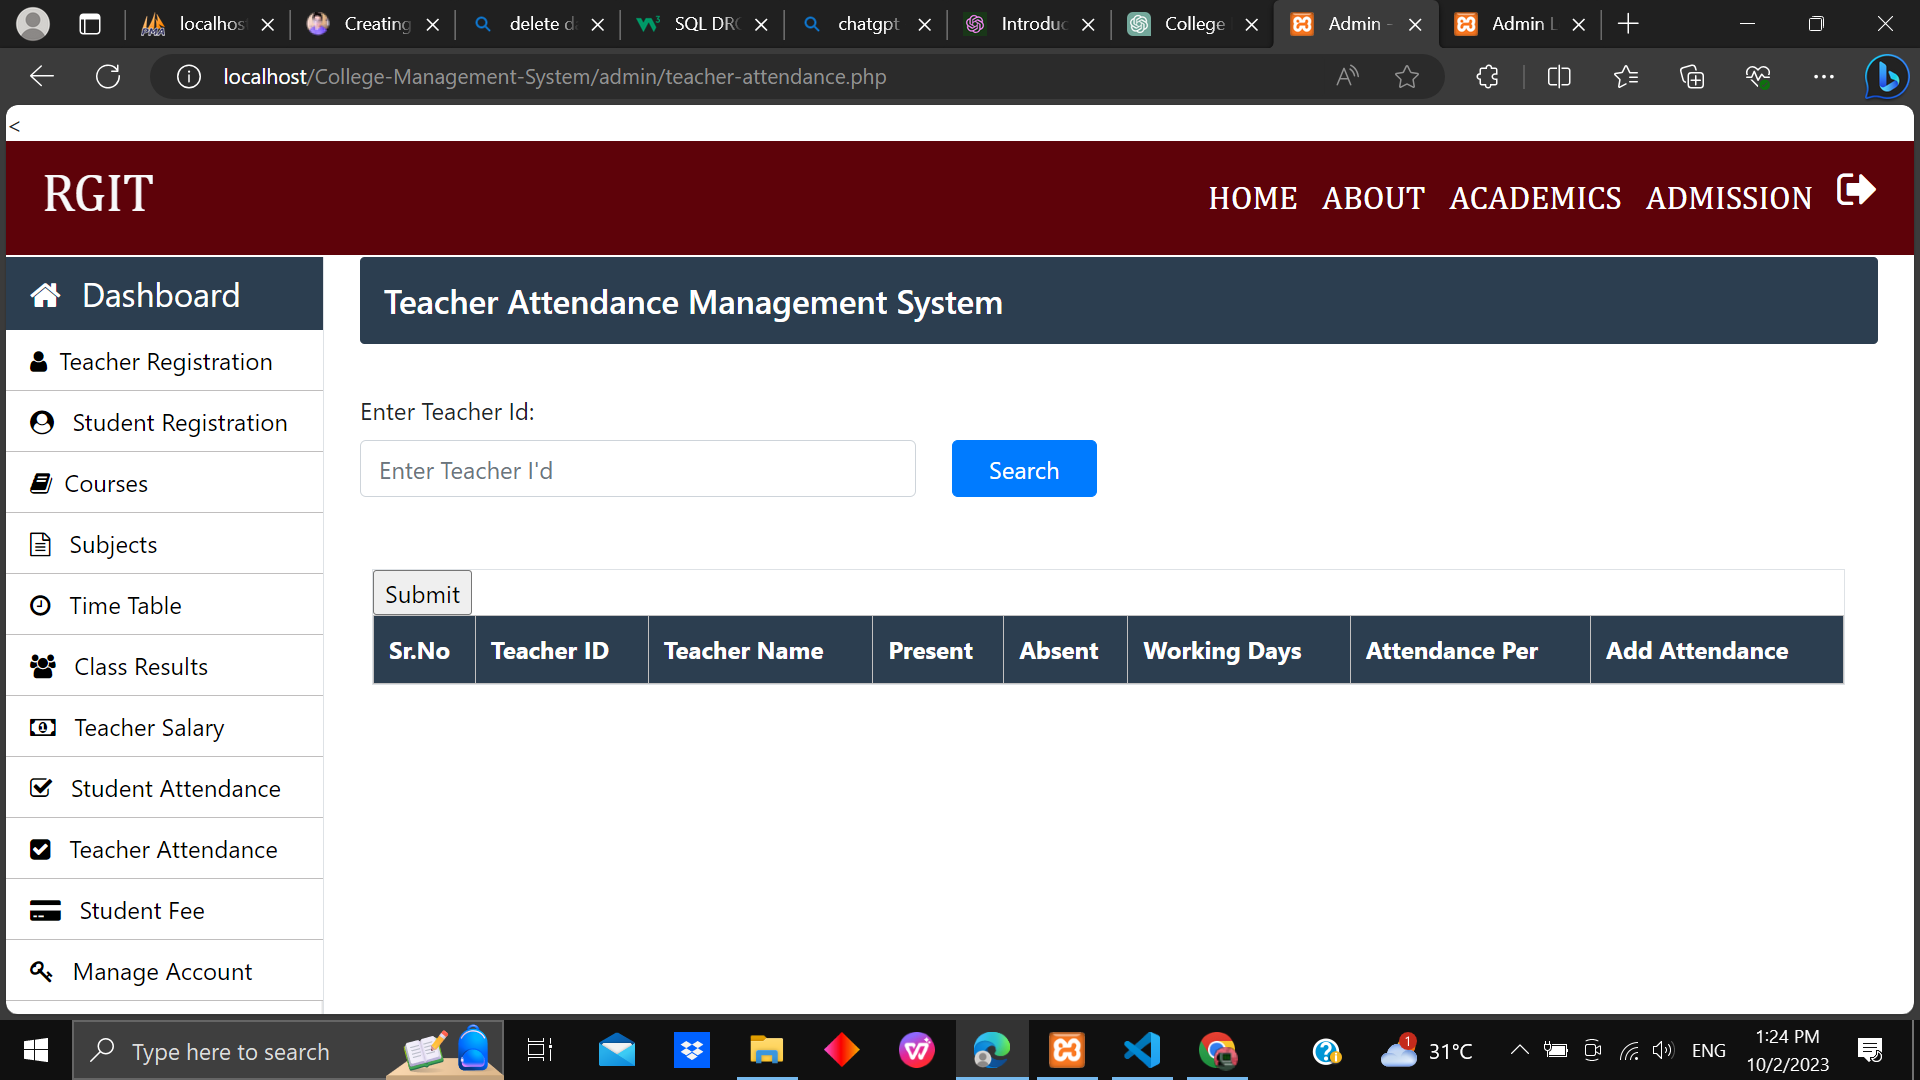 localhos
Creating
delete da
SQL DRO
chatgpt
Introduc
College
Admin -
Admin L
localhost/College-Management-System/admin/teacher-attendance.php
<
RGIT
HOME ABOUT ACADEMICS ADMISSION
Dashboard
Teacher Registration
Student Registration
Courses
Subjects
Time Table
Class Results
Teacher Salary
Student Attendance
Teacher Attendance
Student Fee
Manage Account
Teacher Attendance Management System
Enter Teacher Id:
Enter Teacher I'd
Search
Submit
Sr.No Teacher ID Teacher Name Present Absent Working Days Attendance Per Add Attendance
Type here to search
1
31°C
ENG
1:24 PM
10/2/2023